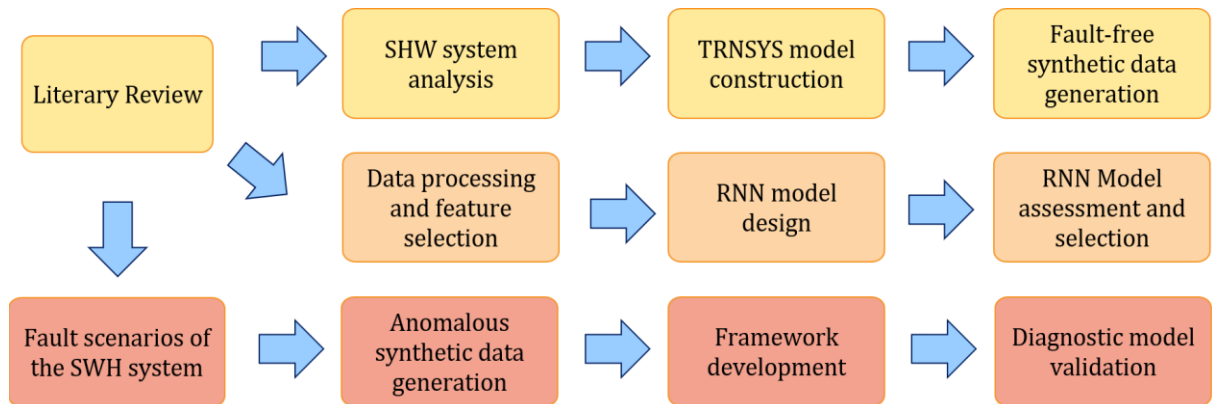 Literary Review
SHW system
analysis
TRNSYS model
construction
Fault-free
synthetic data
generation
Data processing
and feature
selection
RNN model
design
RNN Model
assessment and
selection
Fault scenarios of
the SWH system
Anomalous
synthetic data
generation
Framework
development
Diagnostic model
validation